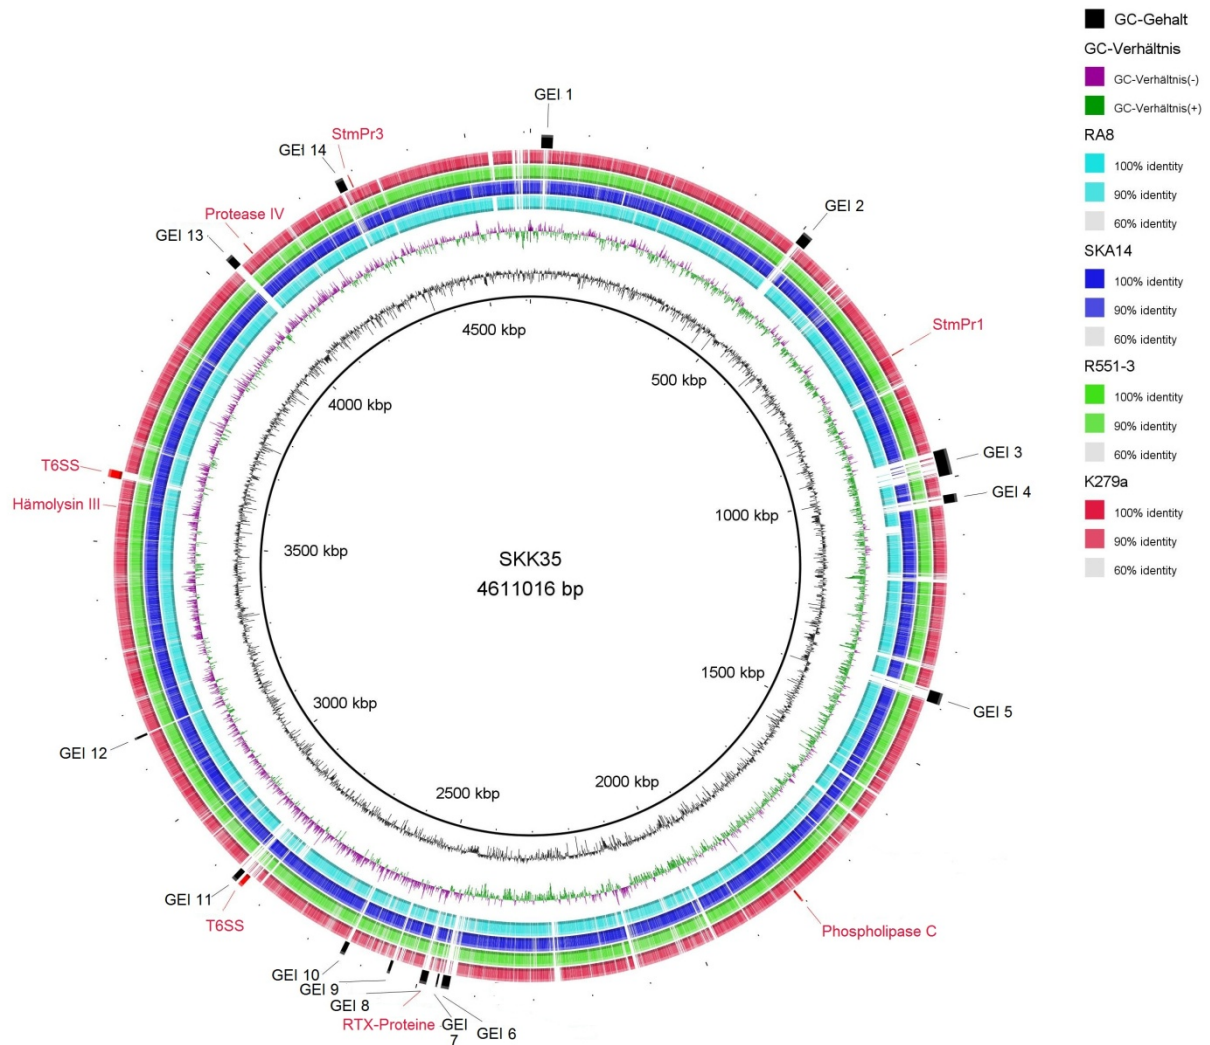 GC-Gehalt
GC-Verhältnis
GC-Verhältnis(-)
GC-Verhältnis(+)
RA8
100% identity
90% identity
60% identity
SKA14
100% identity
90% identity
60% identity
R551-3
100% identity
90% identity
60% identity
K279a
100% identity
90% identity
60% identity
GEI 1
StmPr3
GEI 14
Protease IV
GEI 2
GEI 13
StmPr1
4500 kbp
500 kbp
4000 kbp
GEI 3
T6SS
GEI 4
Hämolysin III
1000 kbp
3500 kbp
SKK35
4611016 bp
1500 kbp
3000 kbp
GEI 5
GEI 12
2500 kbp
2000 kbp
GEI 11
T6SS
Phospholipase C
GEI 10
GEI 9
GEI 8
RTX-Proteine
GEI
7
GEI 6